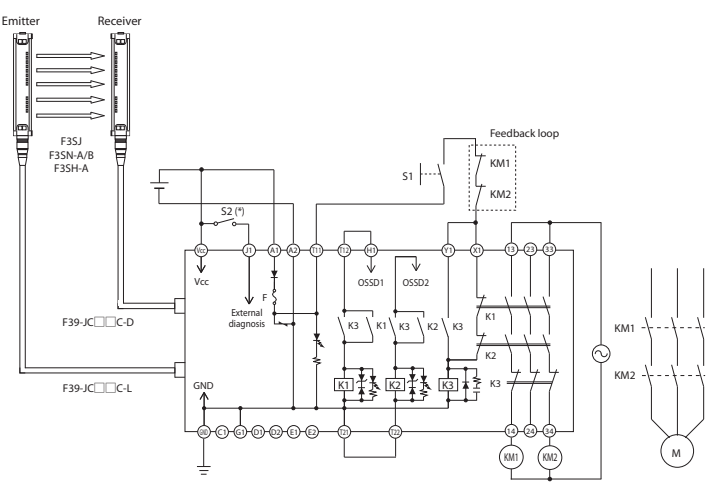 Emitter
Receiver
F3SJ
F3SN-A/B
F3SH-A
Feedback loop
S1
KM1
KM2
S2 (*)
Vcc
J1
A1
A2
T11
T12
H1
Y1
X1
13
23
33
Vcc
OSSD1
OSSD2
F
External
diagnosis
K3
K1
K3
K2
K3
K1
K2
K3
F39-JC□□C-D
F39-JC□□C-L
K1
K2
K3
GND
GND
C1
G1
D1
D2
E1
E2
T21
T22
14
24
34
KM1
KM2
KM1
KM2
M